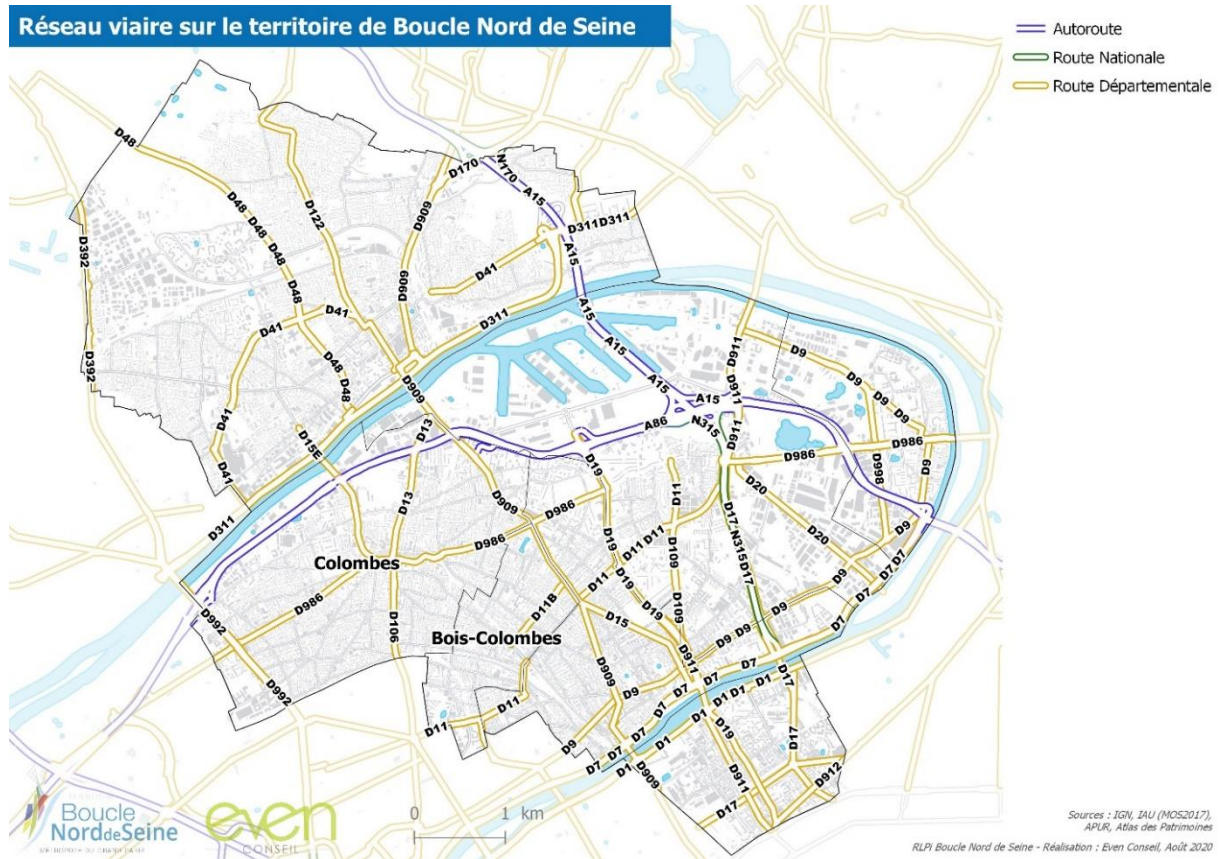 Réseau viaire sur le territoire de Boucle Nord de Seine
Autoroute
Route Nationale
Route Départementale
D48
D170
N170
A15
D48
D122
D909
D311
D311
D392
D48
D48
D41
A15
D909
D41
D41
D311
A15
D48
A15
D911
D9
D392
D48
D909
A15
D911
A15
D9
D9
D9
D41
D13
A86
N315
D911
D986
D15E
D19
D986
D998
D9
D41
D909
D11
D20
D311
D13
D986
D17
D20
D9
D986
D19
D11
D11
N315
Colombes
D11
D109
D17
D7
D7
D986
D11B
D19
D9
D7
D992
D106
D15
D19
D109
D9
D9
D7
Bois-Colombes
D911
D7
D909
D9
D7
D1
D17
D992
D11
D7
D1
D1
D11
D9
D7
D1
D19
D17
D7
D1
D909
D911
D912
D17
0 1 km
Boucle
Nord de Seine
MÉTROPOLE DU GRAND PARIS
even
CONSEIL
Sources : IGN, IAU (MOS2017),
APUR, Atlas des Patrimoines
RLPi Boucle Nord de Seine - Réalisation : Even Conseil, Août 2020